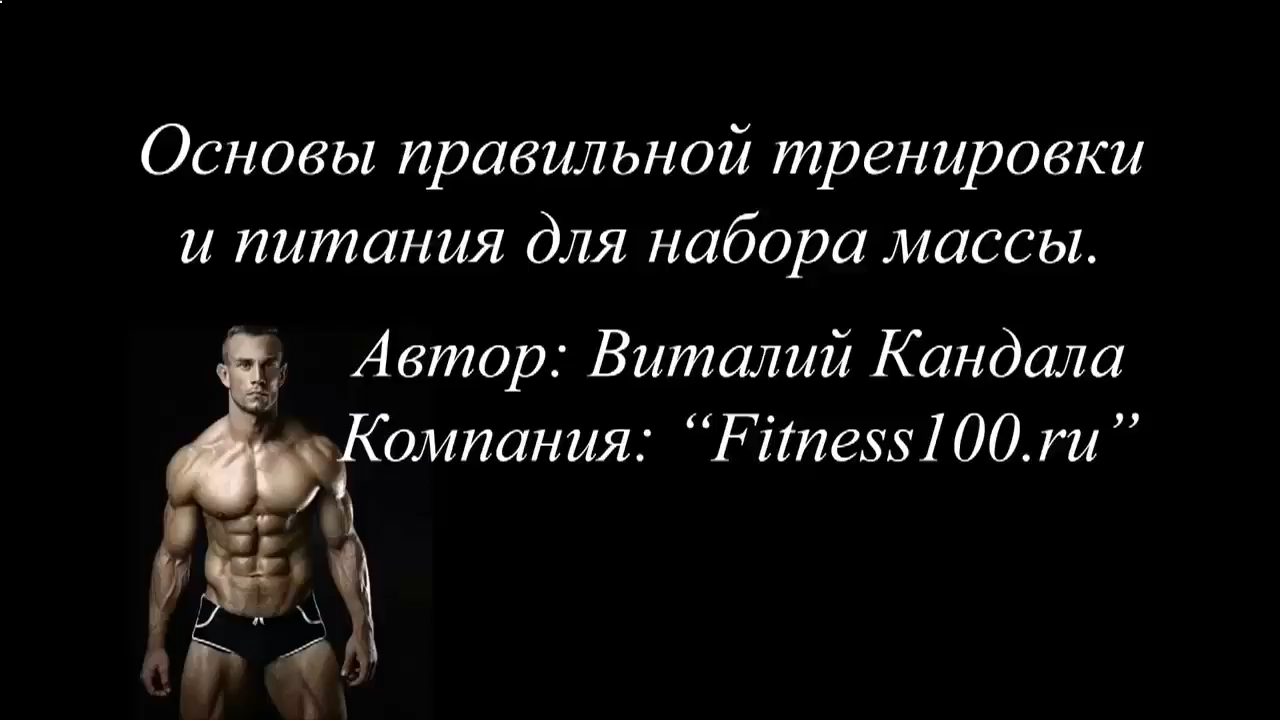 Основы правильной тренировки
и питания для набора массы.
Автор: Виталий Кандала
Компания: “Fitness100.ru”